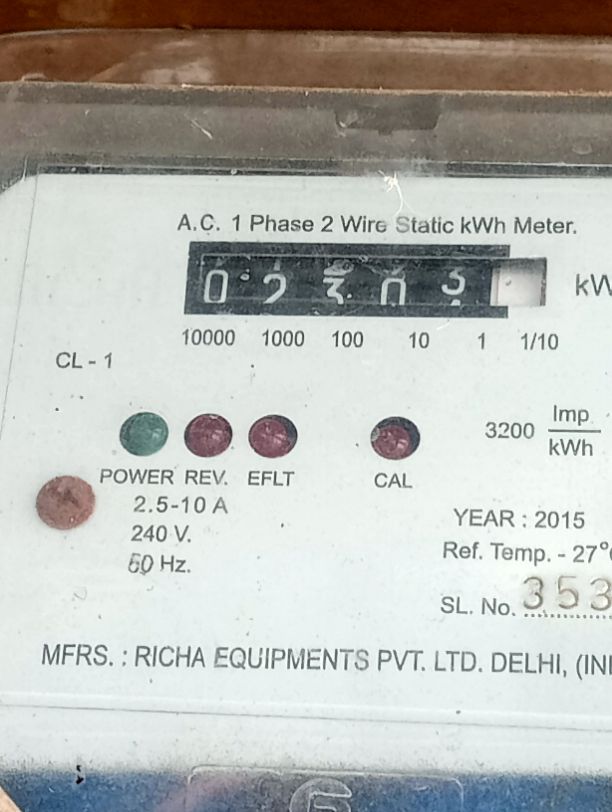 A.C. 1 Phase 2 Wire Static kWh Meter.
10000 1000 100 10 1 1/10
CL - 1
3200 Imp
kWh
POWER REV. EFLT CAL
2.5-10 A
240 V.
50 Hz.
YEAR : 2015
Ref. Temp. - 27°
SL. No. 353
MFRS. : RICHA EQUIPMENTS PVT. LTD. DELHI, (INI